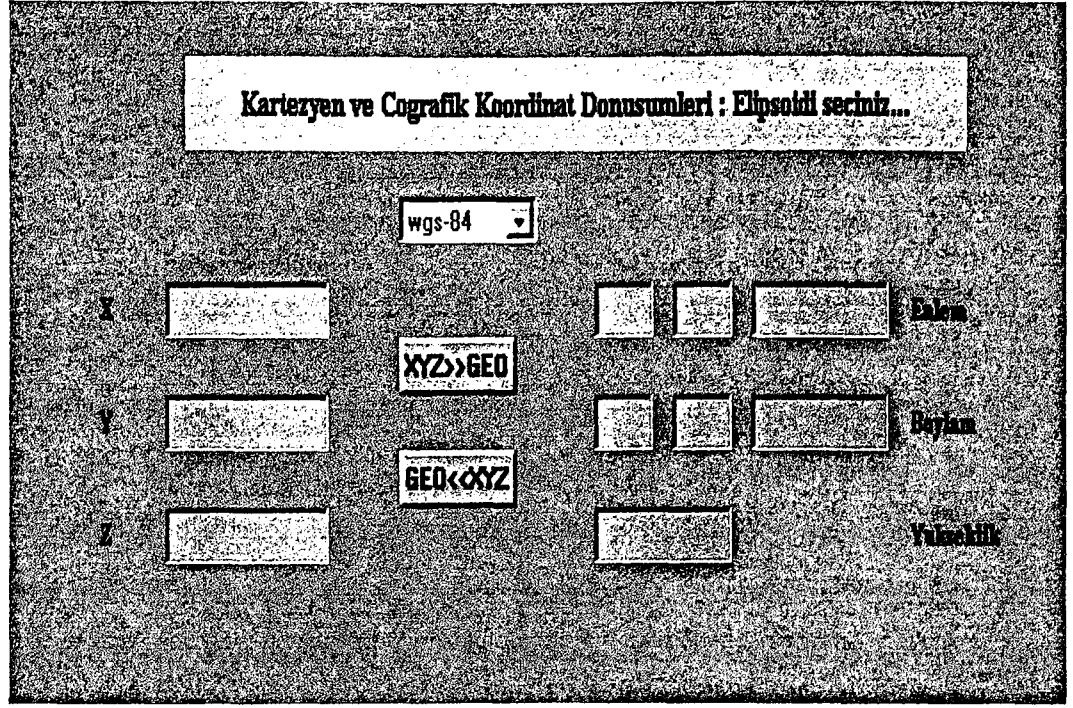 Kartezyen ve Cografik Koordinat Donusumleri : Elipsoidi seciniz...
wgs-84
X
Enlem
XYZ>>GEO
Y
Boylam
GEO<<XYZ
Z
Yukseklik